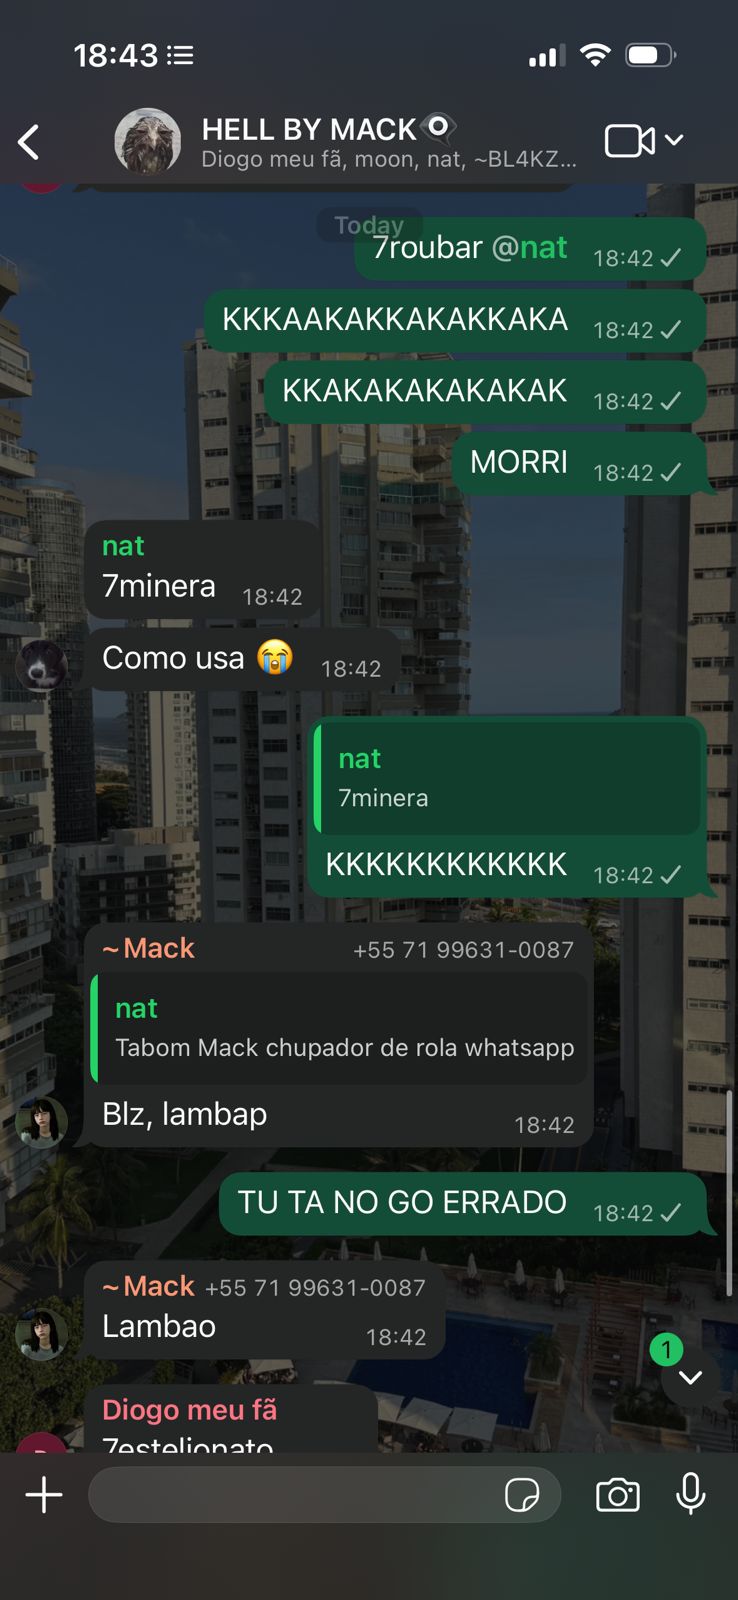 18:43
HELL BY MACK
Diogo meu fã, moon, nat, ~BL4KZ...
Today
7roubar @nat 18:42
KKKAAKAKKAKAKKAKA 18:42
KKAKAKAKAKAKAK 18:42
MORRI 18:42
nat
7minera 18:42
Como usa 😭 18:42
nat
7minera
KKKKKKKKKKKK 18:42
~Mack +55 71 99631-0087
nat
Tabom Mack chupador de rola whatsapp
Blz, lambap 18:42
TU TA NO GO ERRADO 18:42
~Mack +55 71 99631-0087
Lambao 18:42
1
Diogo meu fã
7estelionato